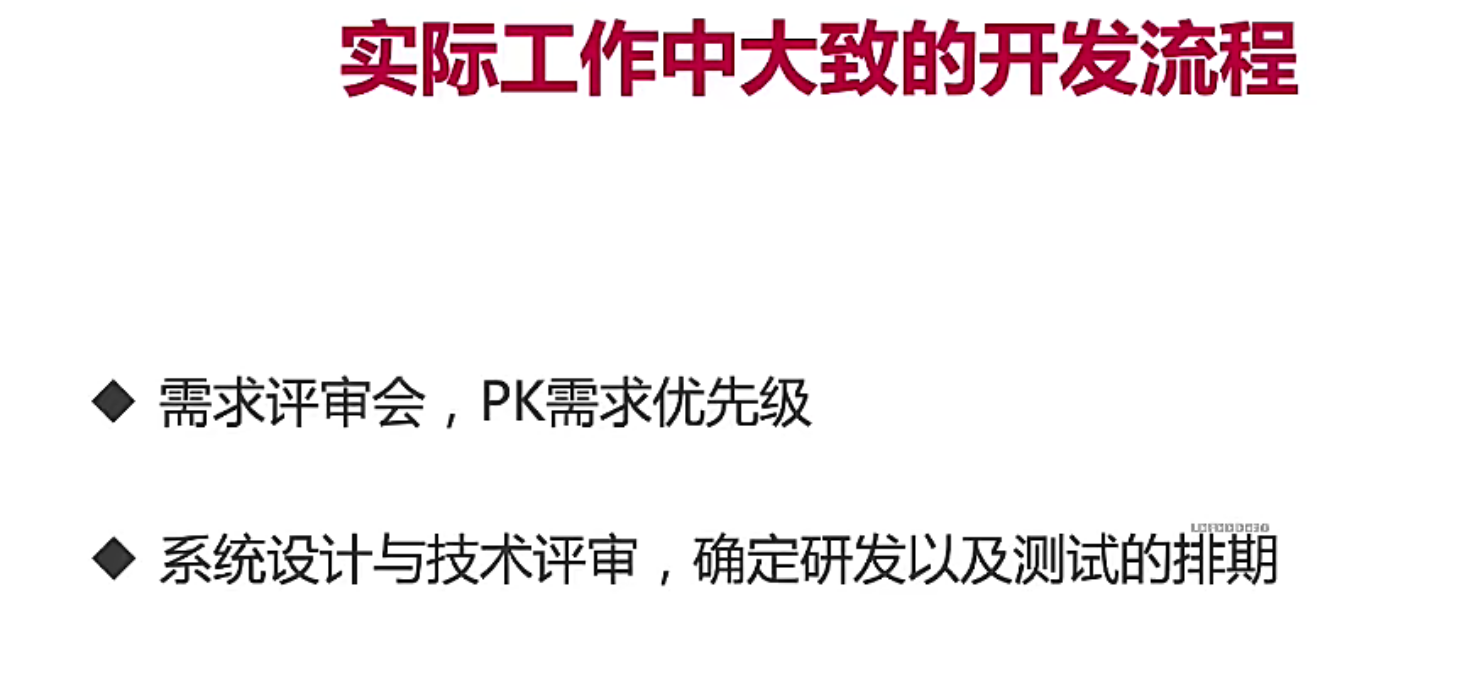 实际工作中大致的开发流程
需求评审会，PK需求优先级
系统设计与技术评审，确定研发以及测试的排期